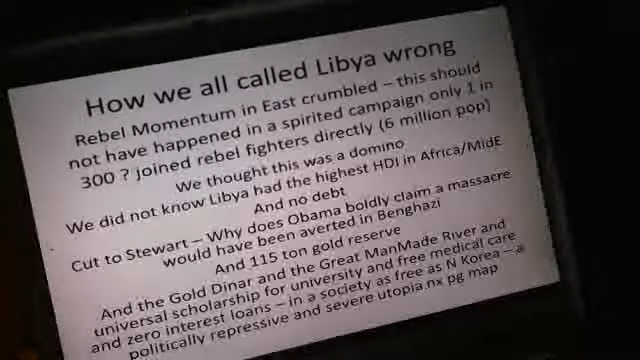 How we all called Libya wrong
Rebel Momentum in East crumbled – this should
not have happened in a spirited campaign only 1 in
300 ? joined rebel fighters directly (6 million pop)
We thought this was a domino
We did not know Libya had the highest HDI in Africa/MidE
And no debt
Cut to Stewart – Why does Obama boldly claim a massacre
would have been averted in Benghazi
And 115 ton gold reserve
And the Gold Dinar and the Great ManMade River and
universal scholarship for university and free medical care
and zero interest loans – in a society as free as N Korea – a
politically repressive and severe utopia nx pg map